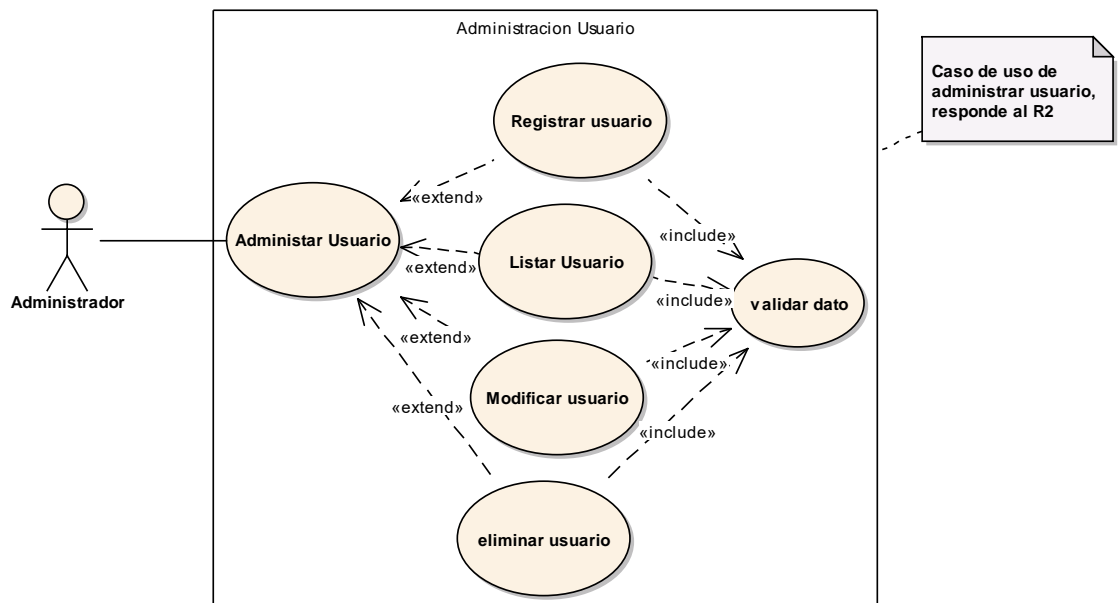 Administracion Usuario
Caso de uso de
administrar usuario,
responde al R2
Registrar usuario
«extend»
«include»
Administar Usuario
Listar Usuario
«extend»
«include»
validar dato
Administrador
«extend»
«include»
Modificar usuario
«extend»
«include»
eliminar usuario